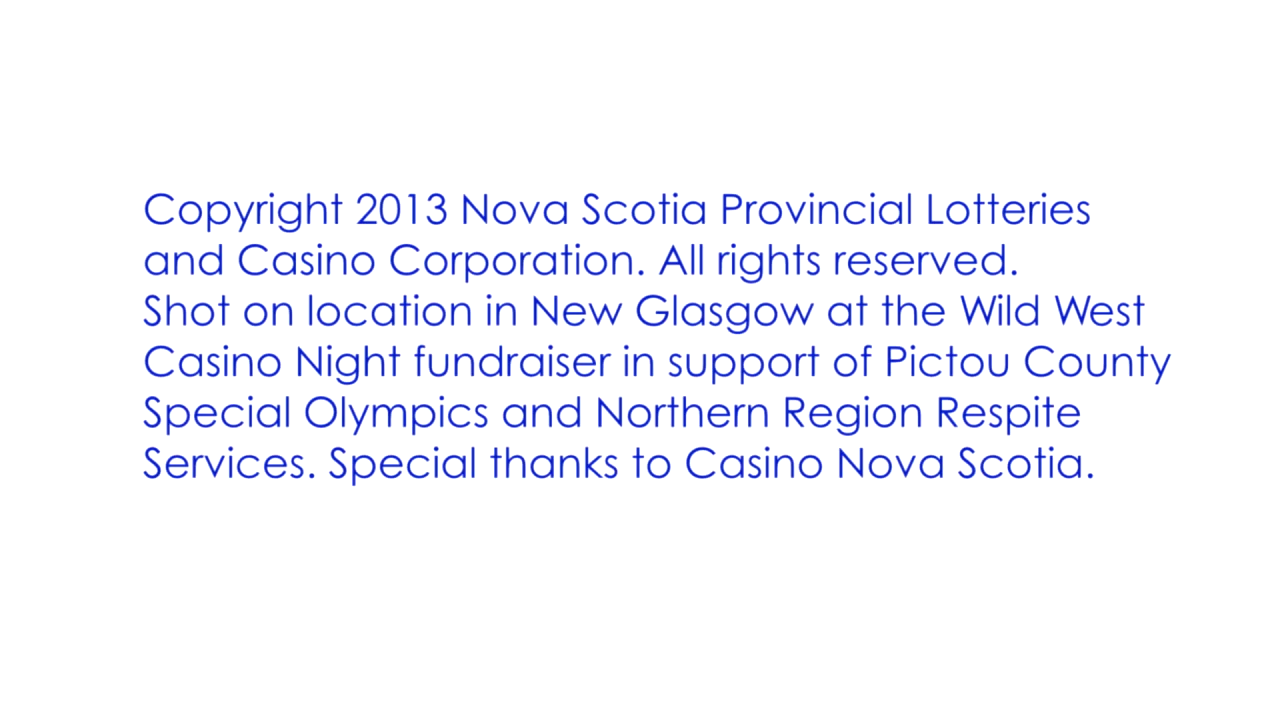 Copyright 2013 Nova Scotia Provincial Lotteries
and Casino Corporation. All rights reserved.
Shot on location in New Glasgow at the Wild West
Casino Night fundraiser in support of Pictou County
Special Olympics and Northern Region Respite
Services. Special thanks to Casino Nova Scotia.